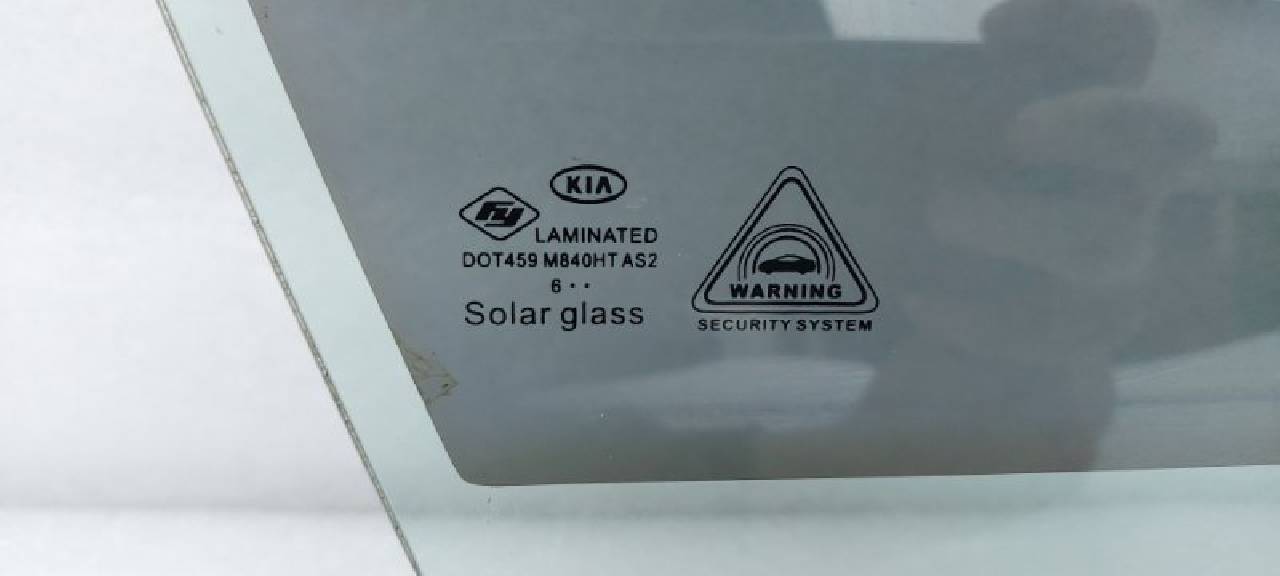 KIA
FY
LAMINATED
DOT459 M840HT AS2
6 ··
Solar glass
WARNING
SECURITY SYSTEM